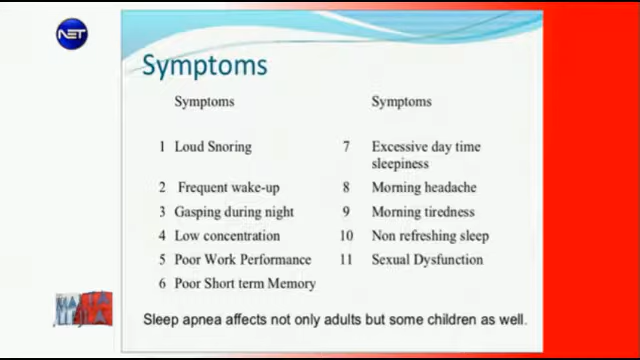 NET
Symptoms
Symptoms Symptoms
1 Loud Snoring 7 Excessive day time
sleepiness
2 Frequent wake-up 8 Morning headache
3 Gasping during night 9 Morning tiredness
4 Low concentration 10 Non refreshing sleep
5 Poor Work Performance 11 Sexual Dysfunction
6 Poor Short term Memory
MALTA
LLEJLA
Sleep apnea affects not only adults but some children as well.